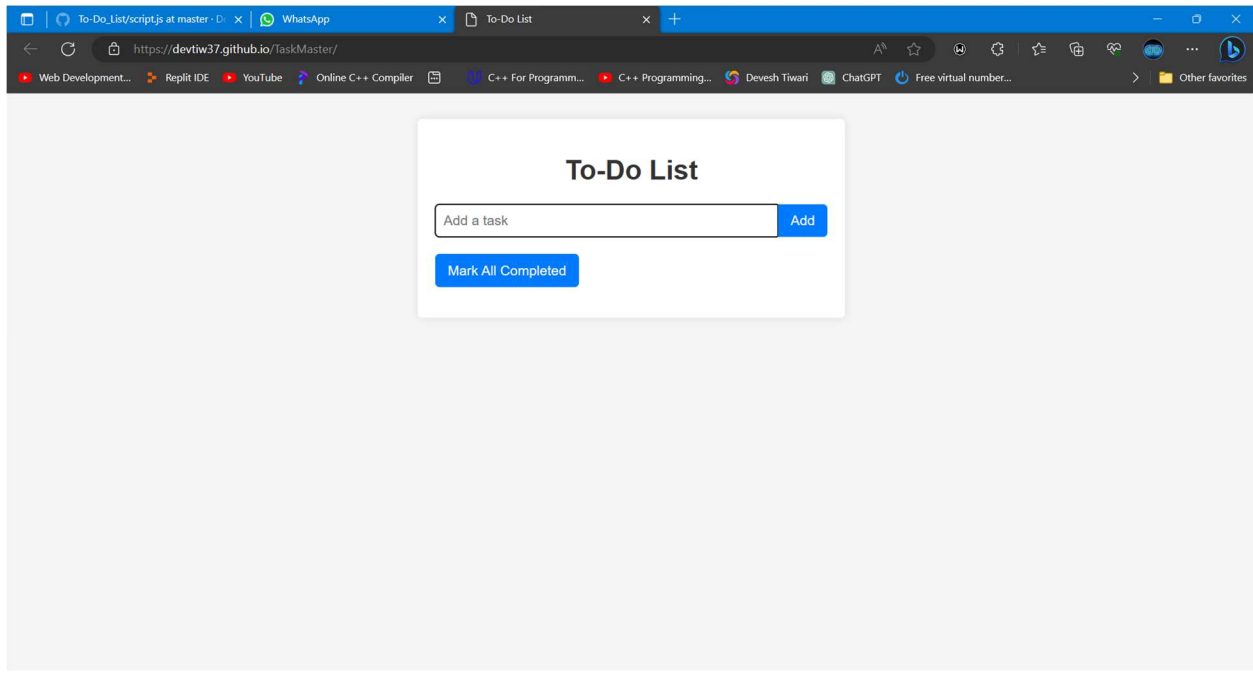 To-Do_List/script.js at master · De
WhatsApp
To-Do List
https://devtiw37.github.io/TaskMaster/
Web Development...
Replit IDE
YouTube
Online C++ Compiler
C++ For Programm...
C++ Programming...
Devesh Tiwari
ChatGPT
Free virtual number...
Other favorites
To-Do List
Add a task
Add
Mark All Completed